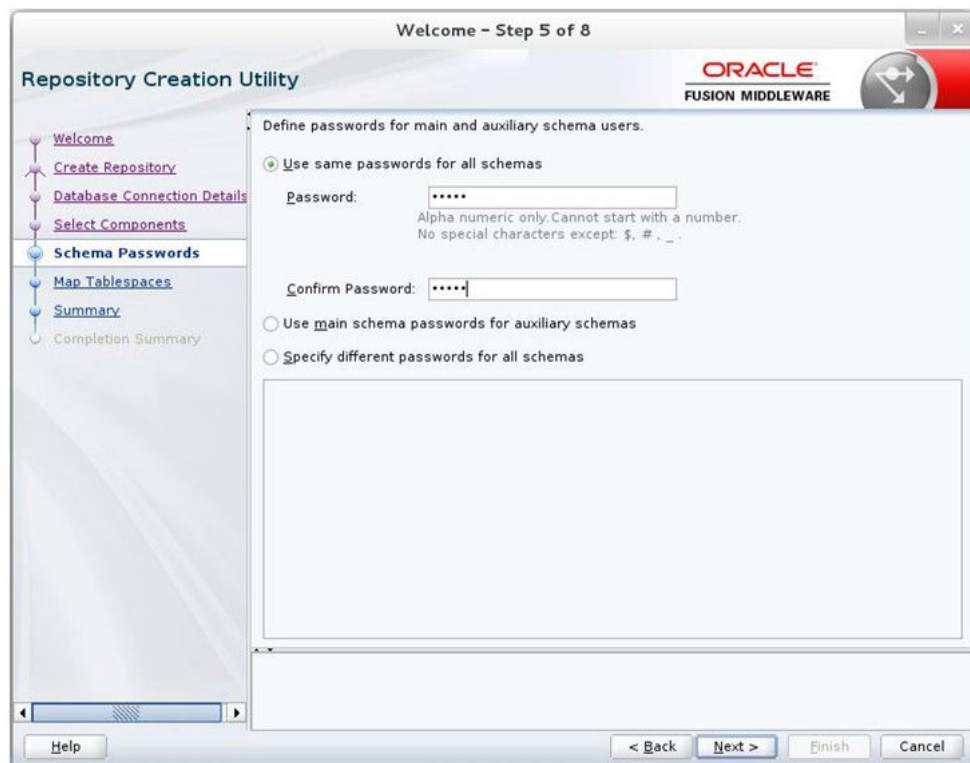 Welcome - Step 5 of 8
Repository Creation Utility
ORACLE
FUSION MIDDLEWARE
Welcome
Create Repository
Database Connection Details
Select Components
Schema Passwords
Map Tablespaces
Summary
Completion Summary
Define passwords for main and auxiliary schema users.
Use same passwords for all schemas
Password: •••••
Alpha numeric only.Cannot start with a number.
No special characters except: $, # , _ .
Confirm Password: •••••
Use main schema passwords for auxiliary schemas
Specify different passwords for all schemas
Help
< Back
Next >
Finish
Cancel